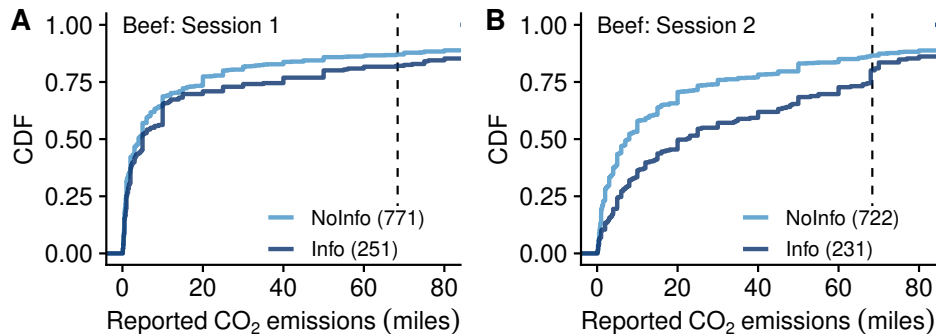 A
Beef: Session 1
1.00
0.75
0.50
0.25
0.00
CDF
NoInfo (771)
Info (251)
0 20 40 60 80
Reported CO₂ emissions (miles)
B
Beef: Session 2
1.00
0.75
0.50
0.25
0.00
CDF
NoInfo (722)
Info (231)
0 20 40 60 80
Reported CO₂ emissions (miles)